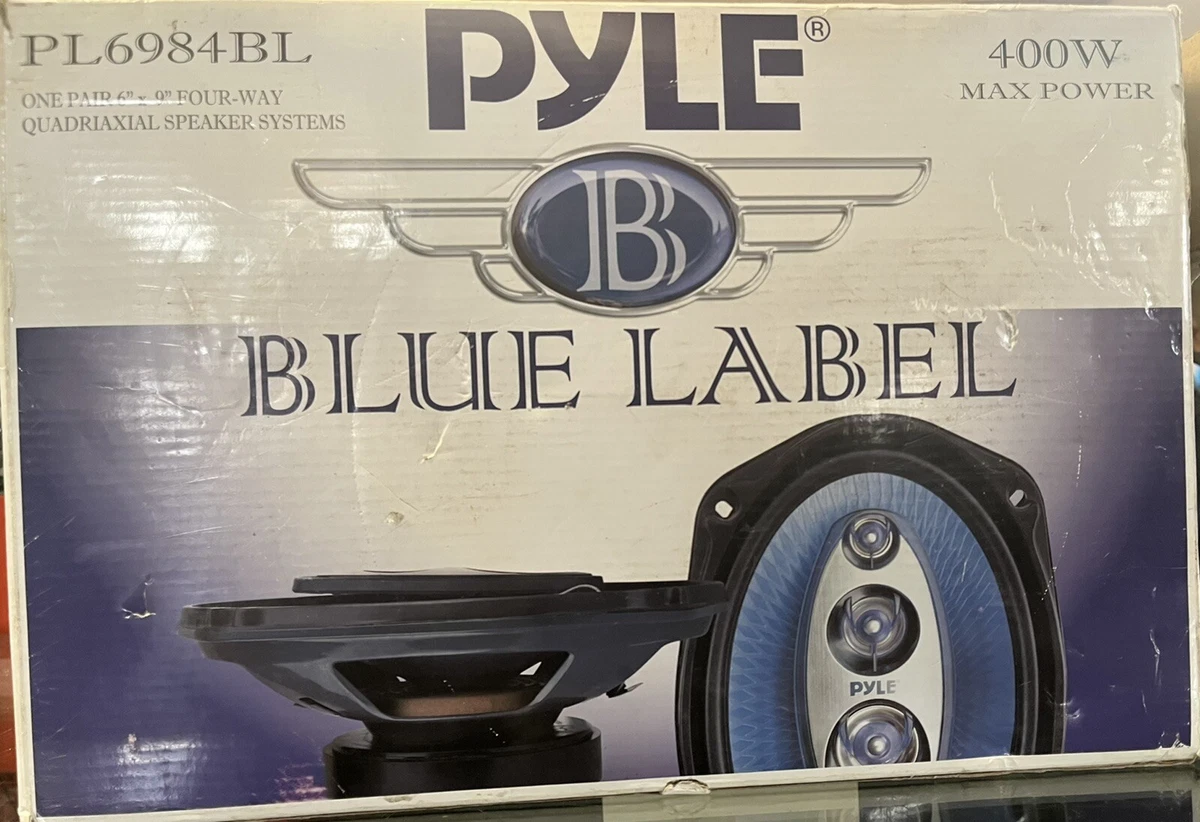 PL6984BL
ONE PAIR 6" x 9" FOUR-WAY
QUADRIAXIAL SPEAKER SYSTEMS
PYLE®
400W
MAX POWER
B
BLUE LABEL
PYLE